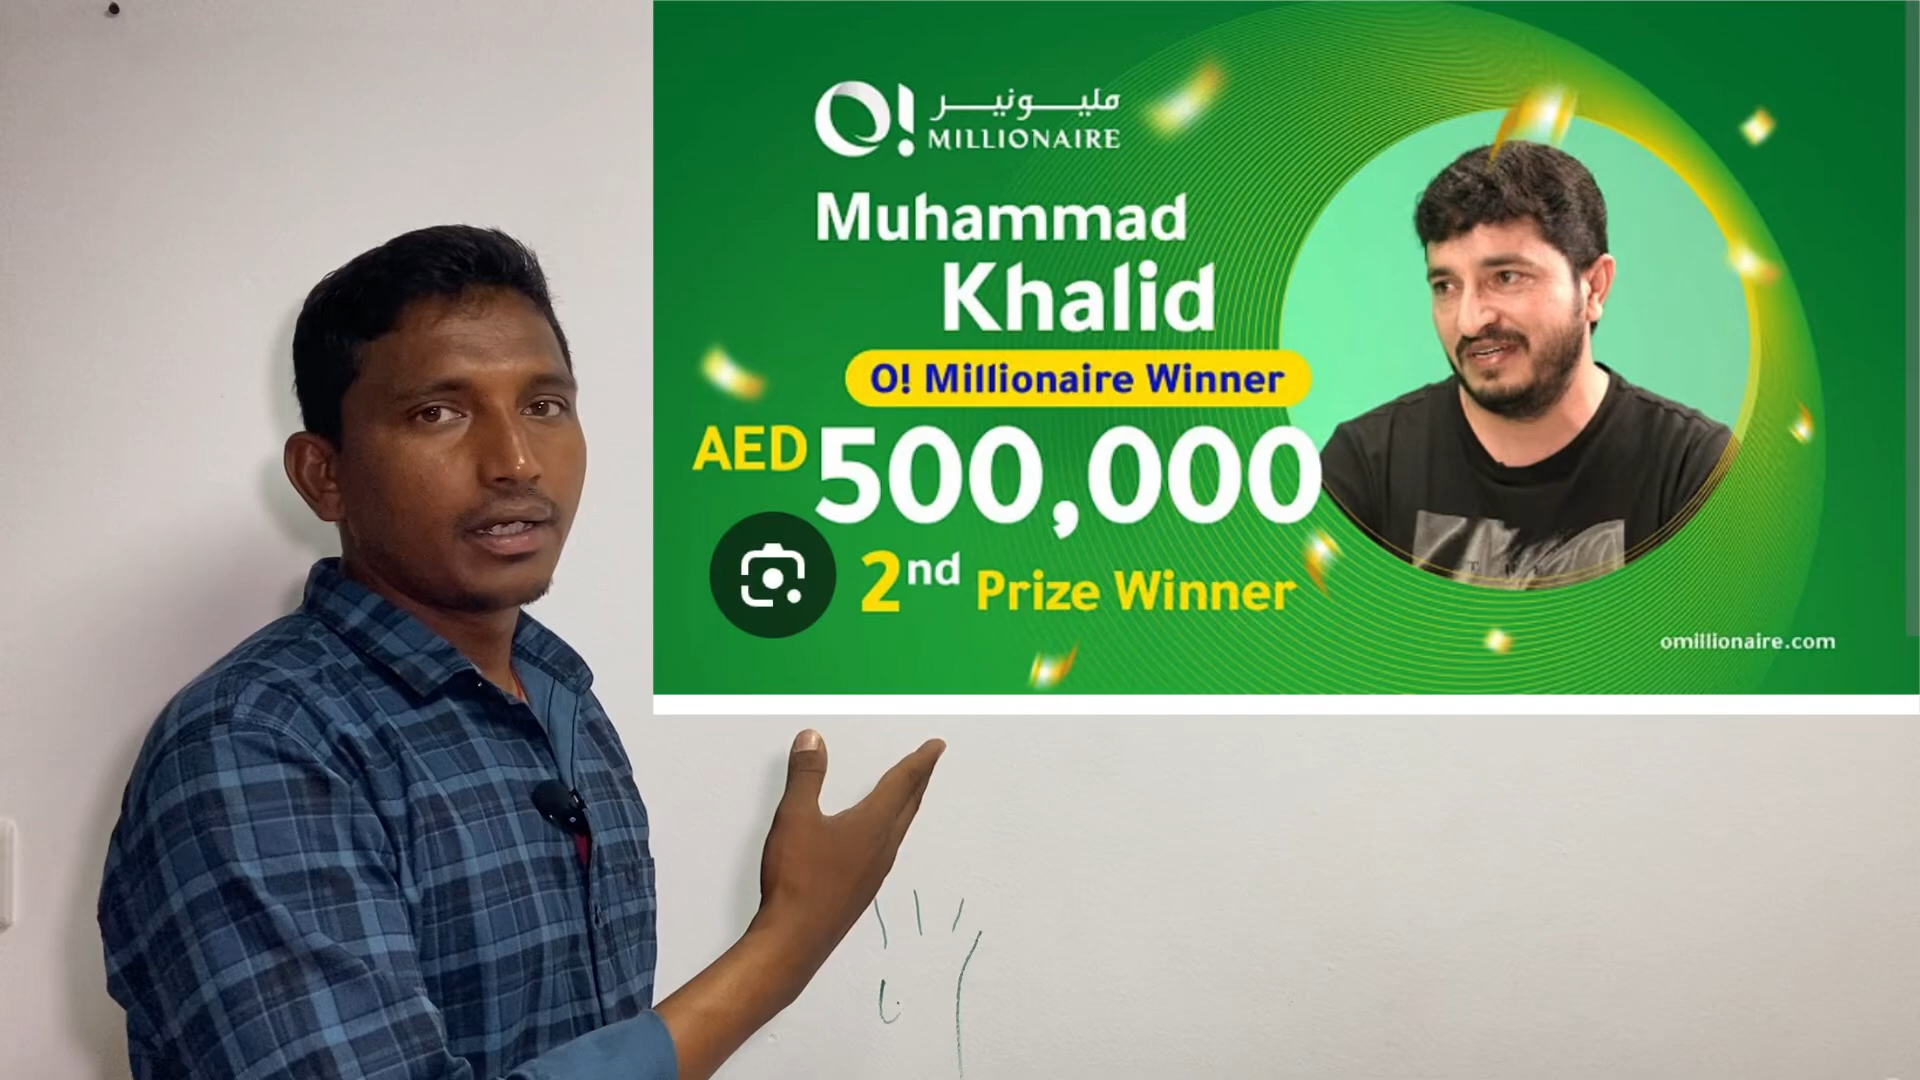 O! مليونير
MILLIONAIRE
Muhammad
Khalid
O! Millionaire Winner
AED 500,000
2nd Prize Winner
omillionaire.com